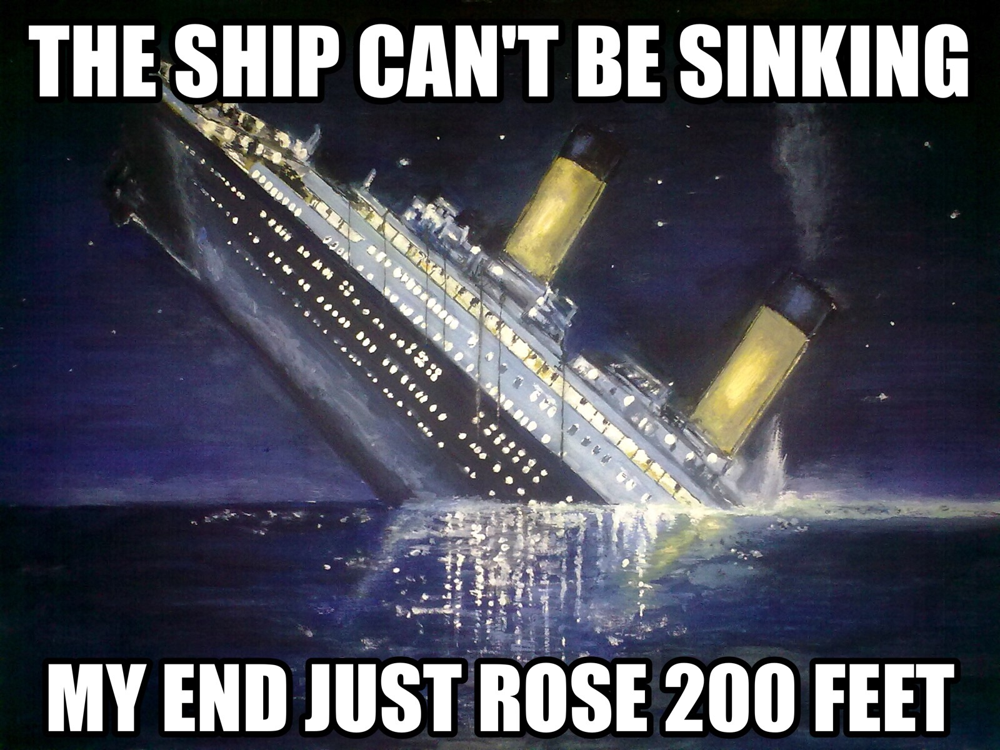 THE SHIP CAN'T BE SINKING
MY END JUST ROSE 200 FEET